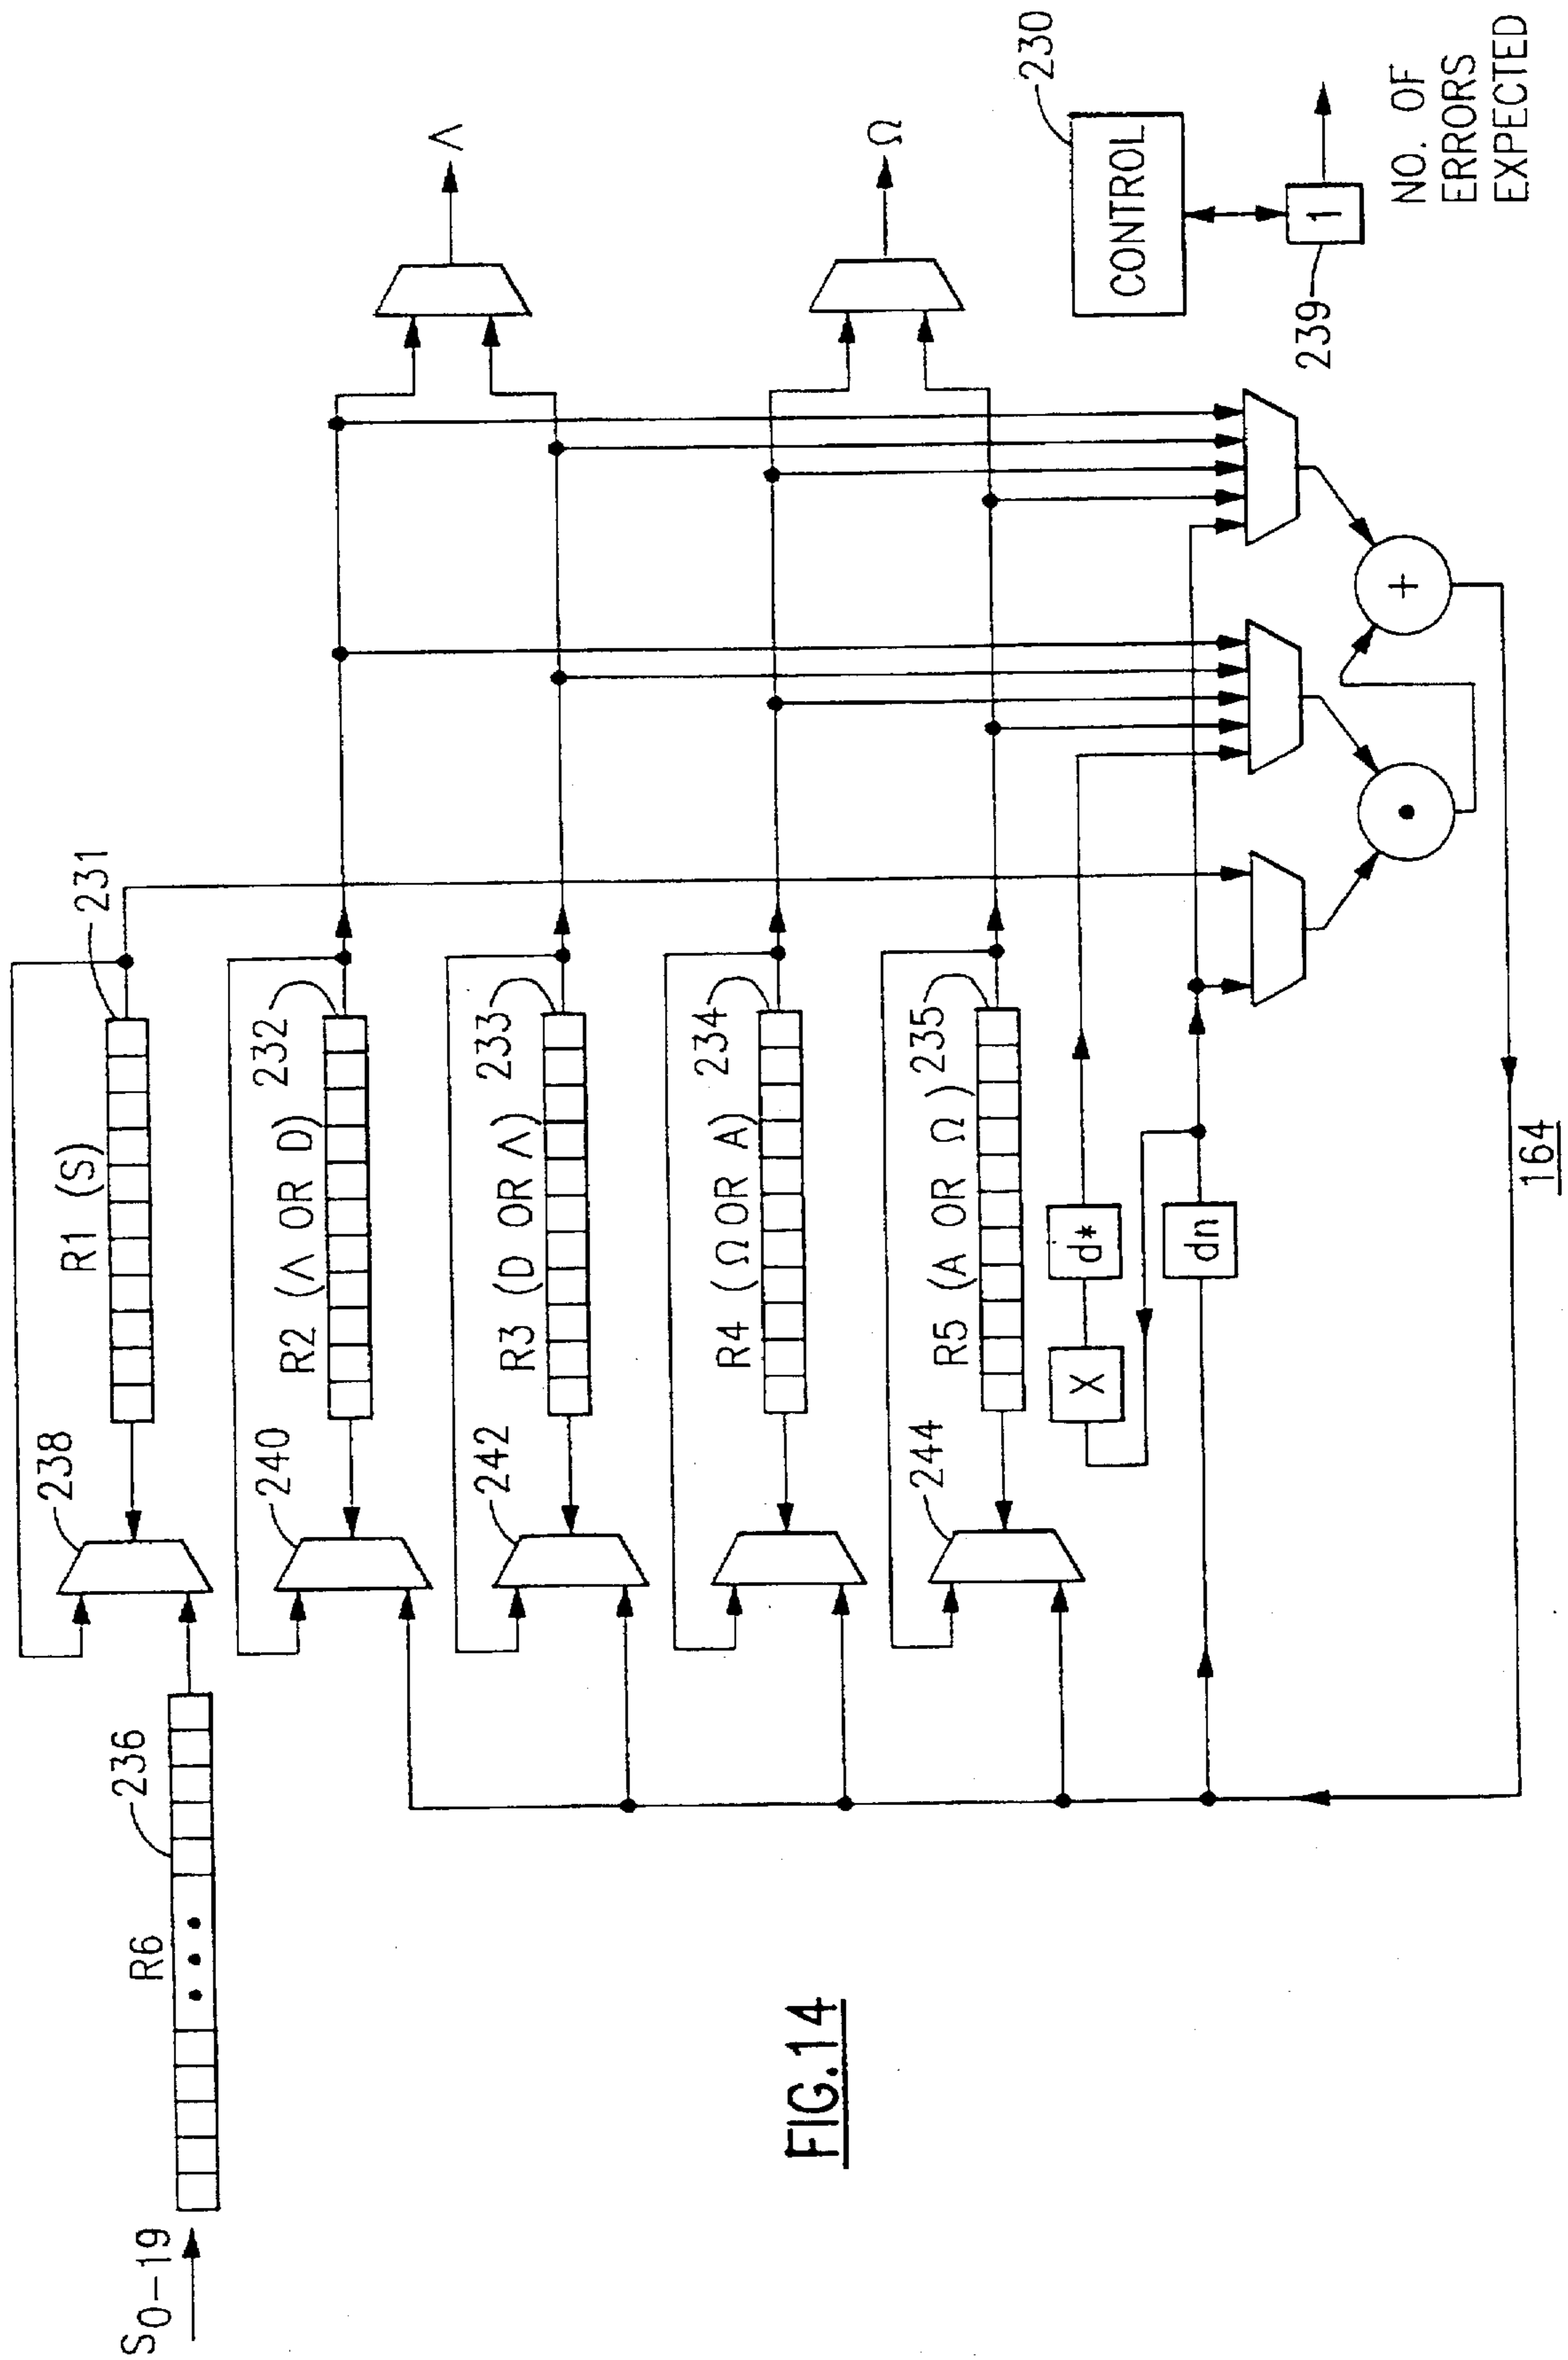 S0-19
R6
236
238
R1 (S)
231
240
R2 (Λ OR D)
232
242
R3 (D OR Λ)
233
R4 (Ω OR A)
234
244
R5 (A OR Ω)
235
X
d*
dn
Λ
Ω
+
•
CONTROL
230
1
239
NO. OF
ERRORS
EXPECTED
164
FIG.14